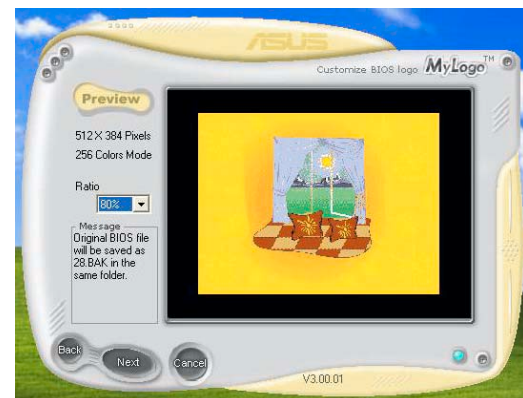 ASUS
Customize BIOS logo MyLogo™
Preview
512 X 384 Pixels
256 Colors Mode
Ratio
80%
Message
Original BIOS file
will be saved as
28.BAK in the
same folder.
Back
Next
Cancel
V3.00.01